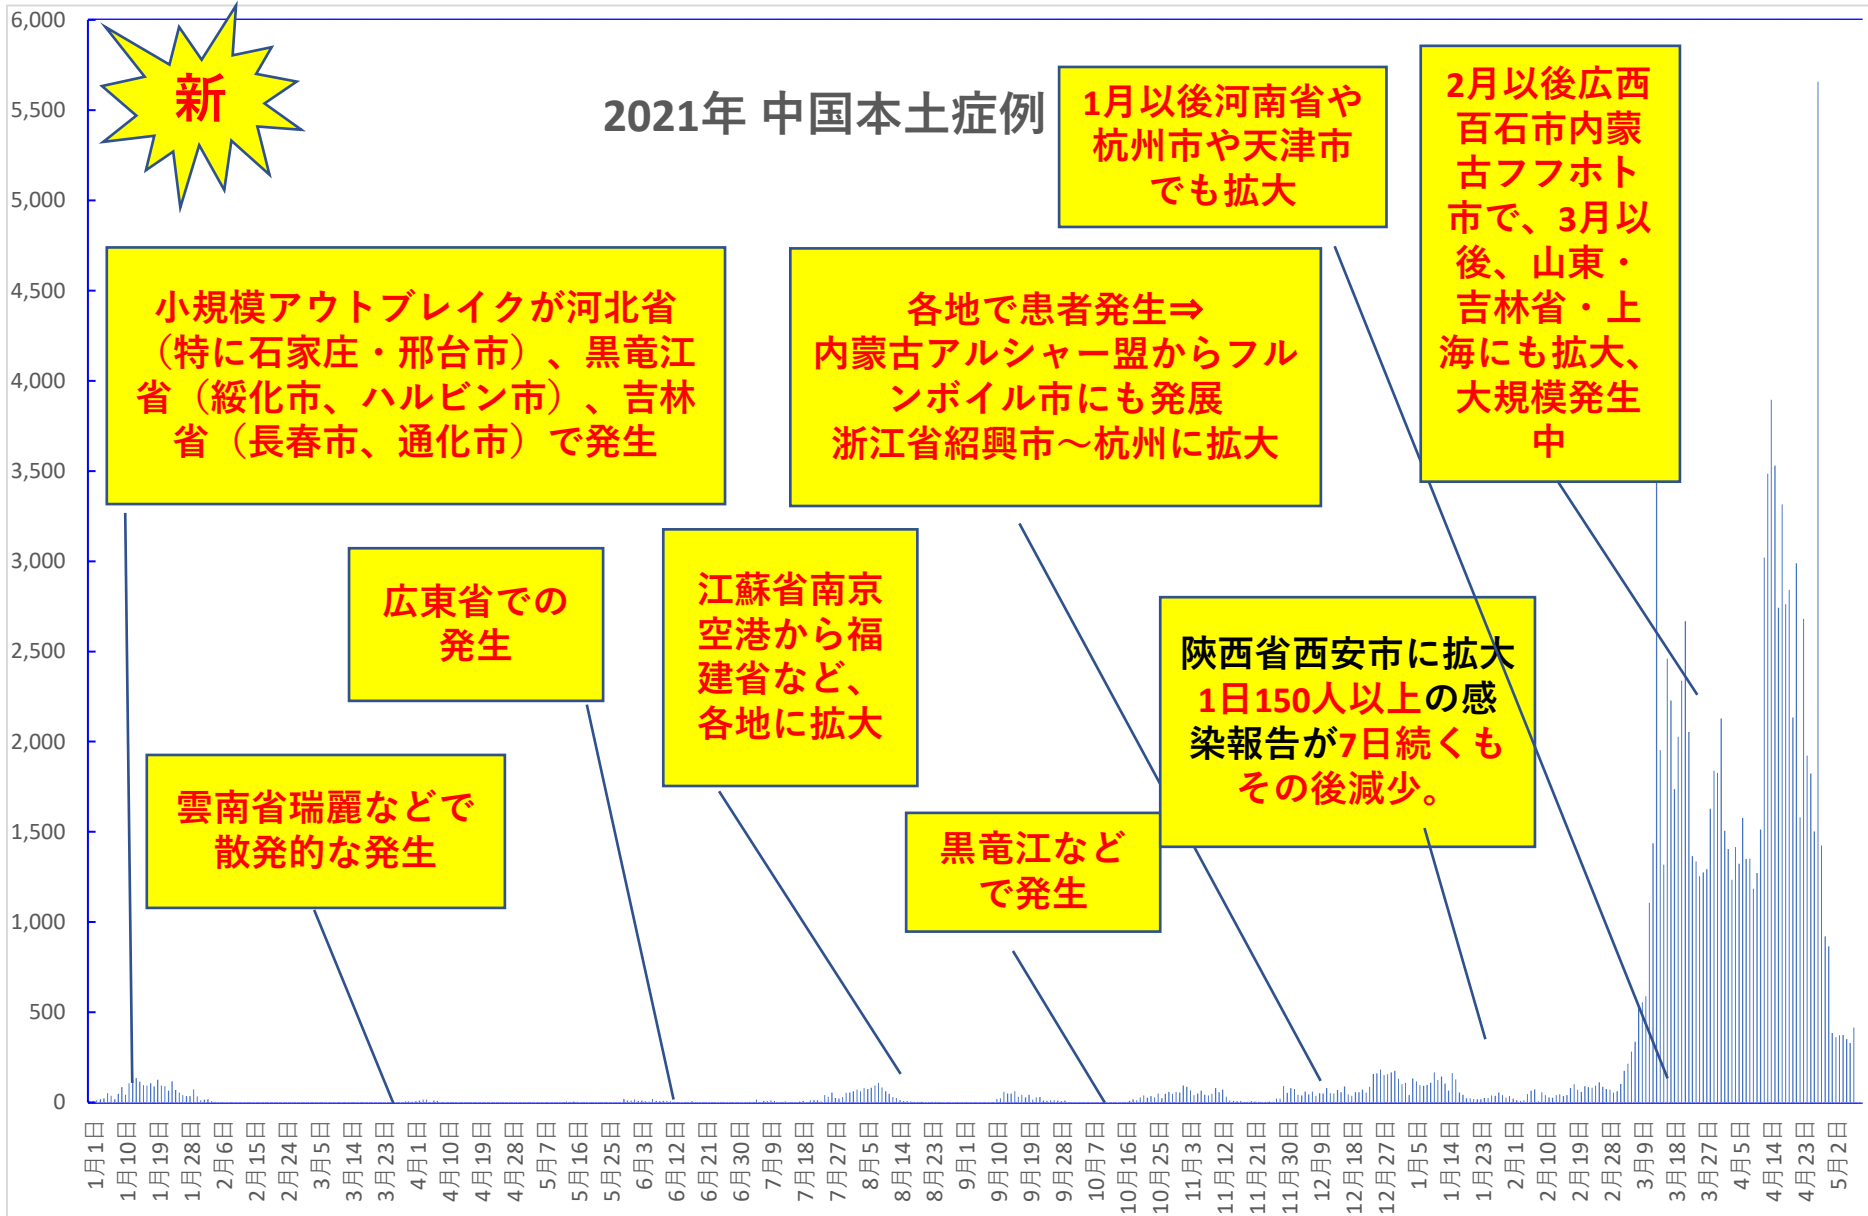 新
2021年 中国本土症例
1月以後河南省や
杭州市や天津市
でも拡大
2月以後広西
百石市内蒙
古フフホト
市で、3月以
後、山東・
吉林省・上
海にも拡大、
大規模発生
中
小規模アウトブレイクが河北省
（特に石家庄・邢台市）、黒竜江
省（綏化市、ハルビン市）、吉林
省（長春市、通化市）で発生
各地で患者発生⇒
内蒙古アルシャー盟からフル
ンボイル市にも発展
浙江省紹興市～杭州に拡大
広東省での
発生
江蘇省南京
空港から福
建省など、
各地に拡大
陝西省西安市に拡大
1日150人以上の感
染報告が7日続くも
その後減少。
雲南省瑞麗などで
散発的な発生
黒竜江など
で発生
6,000
5,500
5,000
4,500
4,000
3,500
3,000
2,500
2,000
1,500
1,000
500
0
1月1日
1月10日
1月19日
1月28日
2月6日
2月15日
2月24日
3月5日
3月14日
3月23日
4月1日
4月10日
4月19日
4月28日
5月7日
5月16日
5月25日
6月3日
6月12日
6月21日
6月30日
7月9日
7月18日
7月27日
8月5日
8月14日
8月23日
9月1日
9月10日
9月19日
9月28日
10月7日
10月16日
10月25日
11月3日
11月12日
11月21日
11月30日
12月9日
12月18日
12月27日
1月5日
1月14日
1月23日
2月1日
2月10日
2月19日
2月28日
3月9日
3月18日
3月27日
4月5日
4月14日
4月23日
5月2日